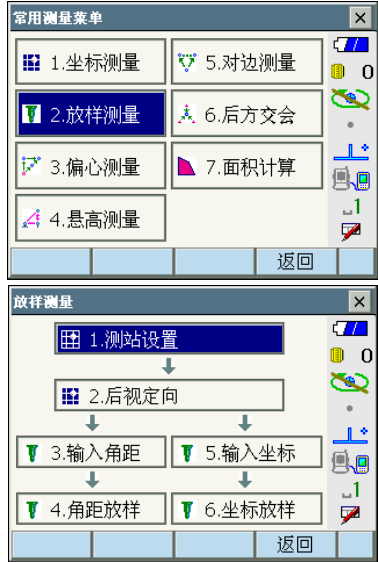 常用测量菜单
1.坐标测量
5.对边测量
0
2.放样测量
6.后方交会
3.偏心测量
7.面积计算
4.悬高测量
1
返回
放样测量
1.测站设置
0
2.后视定向
3.输入角距
5.输入坐标
4.角距放样
6.坐标放样
1
返回